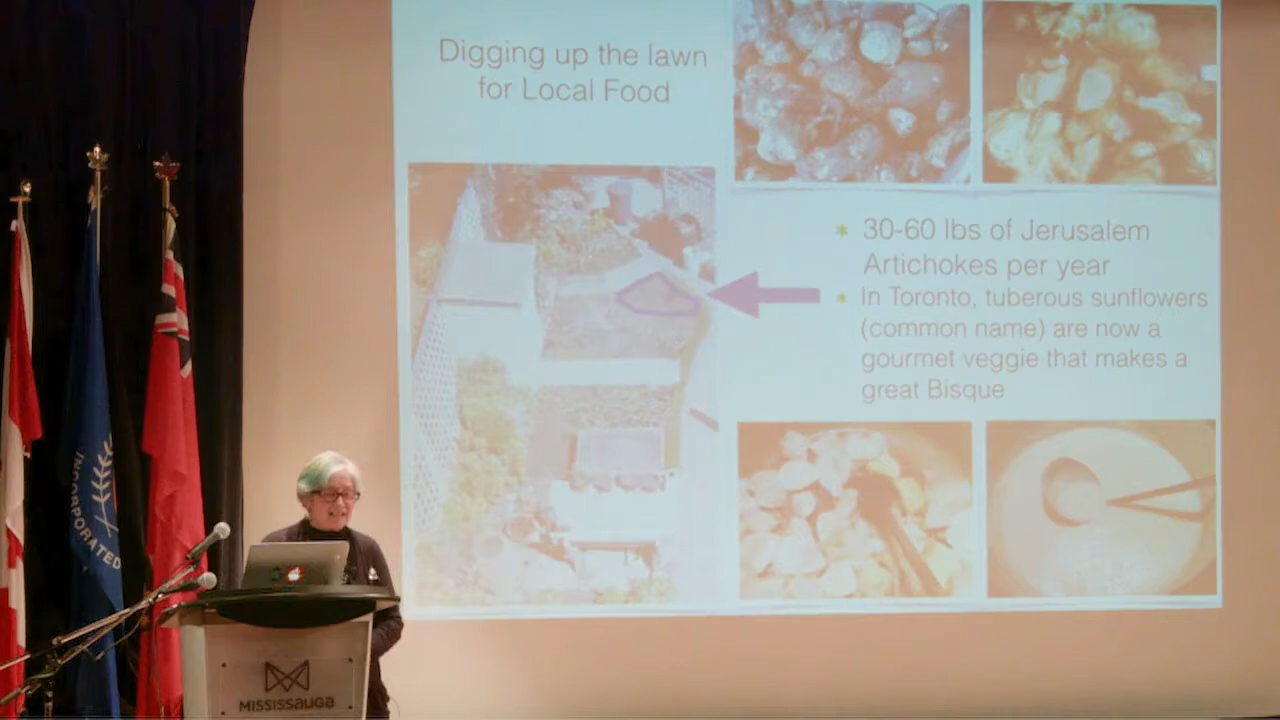 Digging up the lawn
for Local Food
* 30-60 lbs of Jerusalem
Artichokes per year
* In Toronto, tuberous sunflowers
(common name) are now a
gourmet veggie that makes a
great Bisque
INCORPORATED
MISSISSAUGA